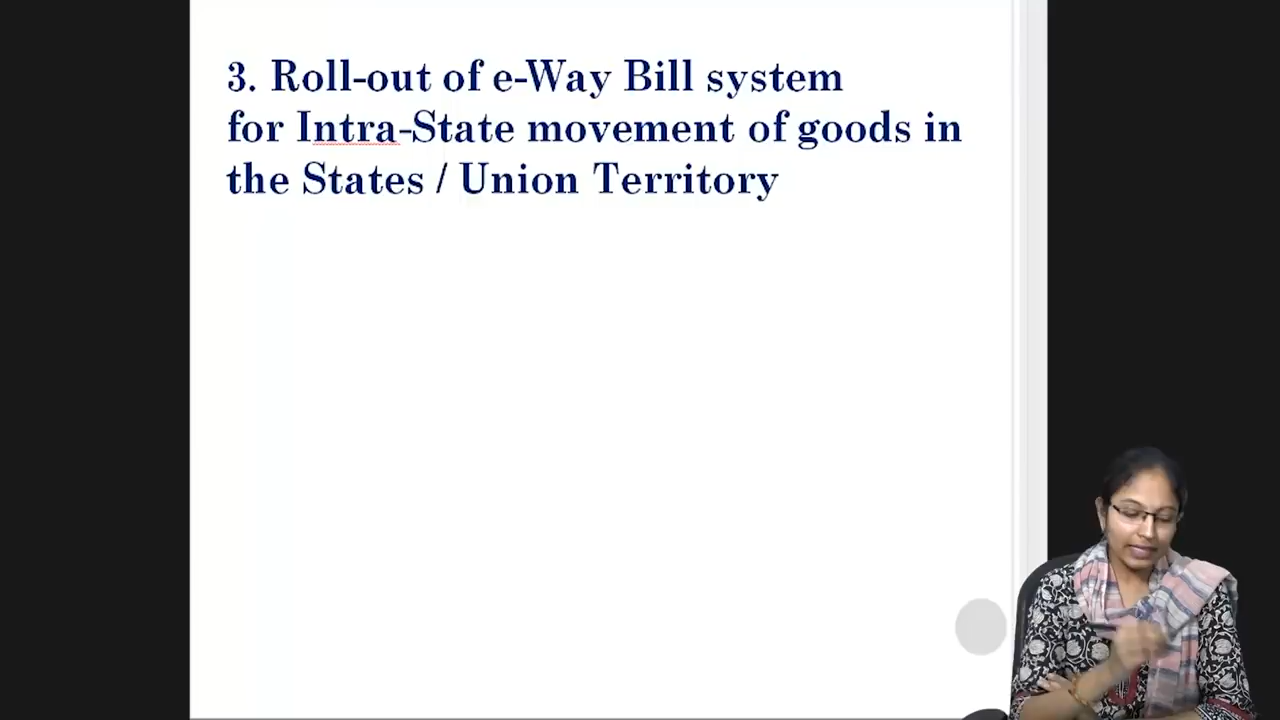 3. Roll-out of e-Way Bill system
for Intra-State movement of goods in
the States / Union Territory